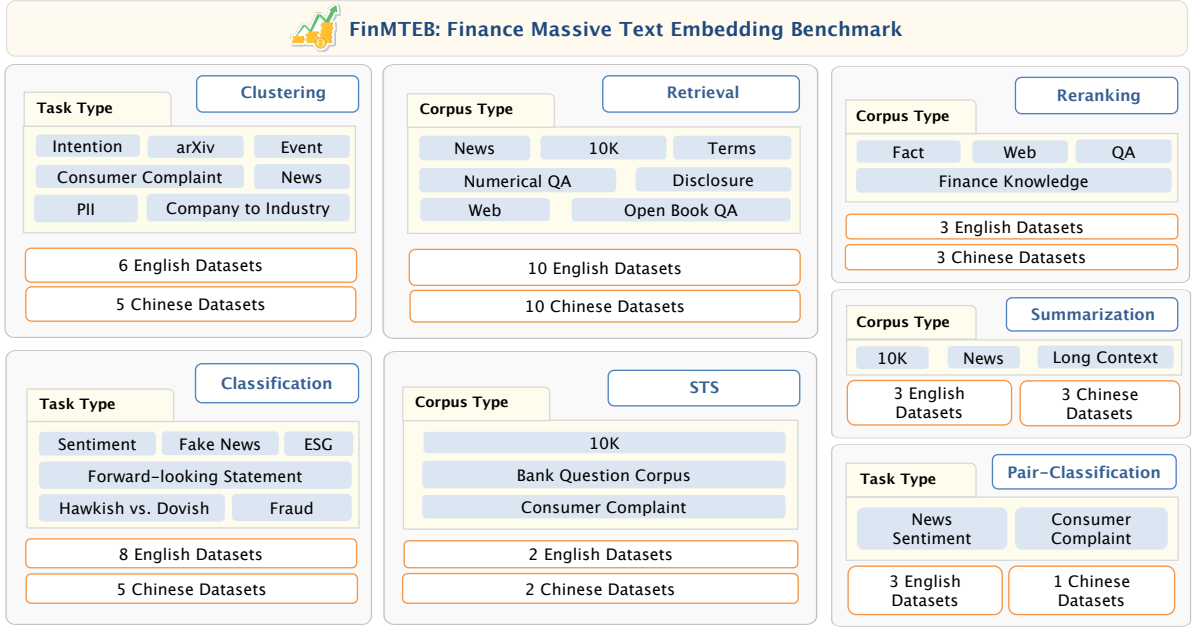 FinMTEB: Finance Massive Text Embedding Benchmark
Clustering
Task Type
Intention
arXiv
Event
Consumer Complaint
News
PII
Company to Industry
6 English Datasets
5 Chinese Datasets
Retrieval
Corpus Type
News
10K
Terms
Numerical QA
Disclosure
Web
Open Book QA
10 English Datasets
10 Chinese Datasets
Reranking
Corpus Type
Fact
Web
QA
Finance Knowledge
3 English Datasets
3 Chinese Datasets
Summarization
Corpus Type
10K
News
Long Context
3 English
Datasets
3 Chinese
Datasets
Classification
Task Type
Sentiment
Fake News
ESG
Forward-looking Statement
Hawkish vs. Dovish
Fraud
8 English Datasets
5 Chinese Datasets
STS
Corpus Type
10K
Bank Question Corpus
Consumer Complaint
2 English Datasets
2 Chinese Datasets
Pair-Classification
Task Type
News
Sentiment
Consumer
Complaint
3 English
Datasets
1 Chinese
Datasets